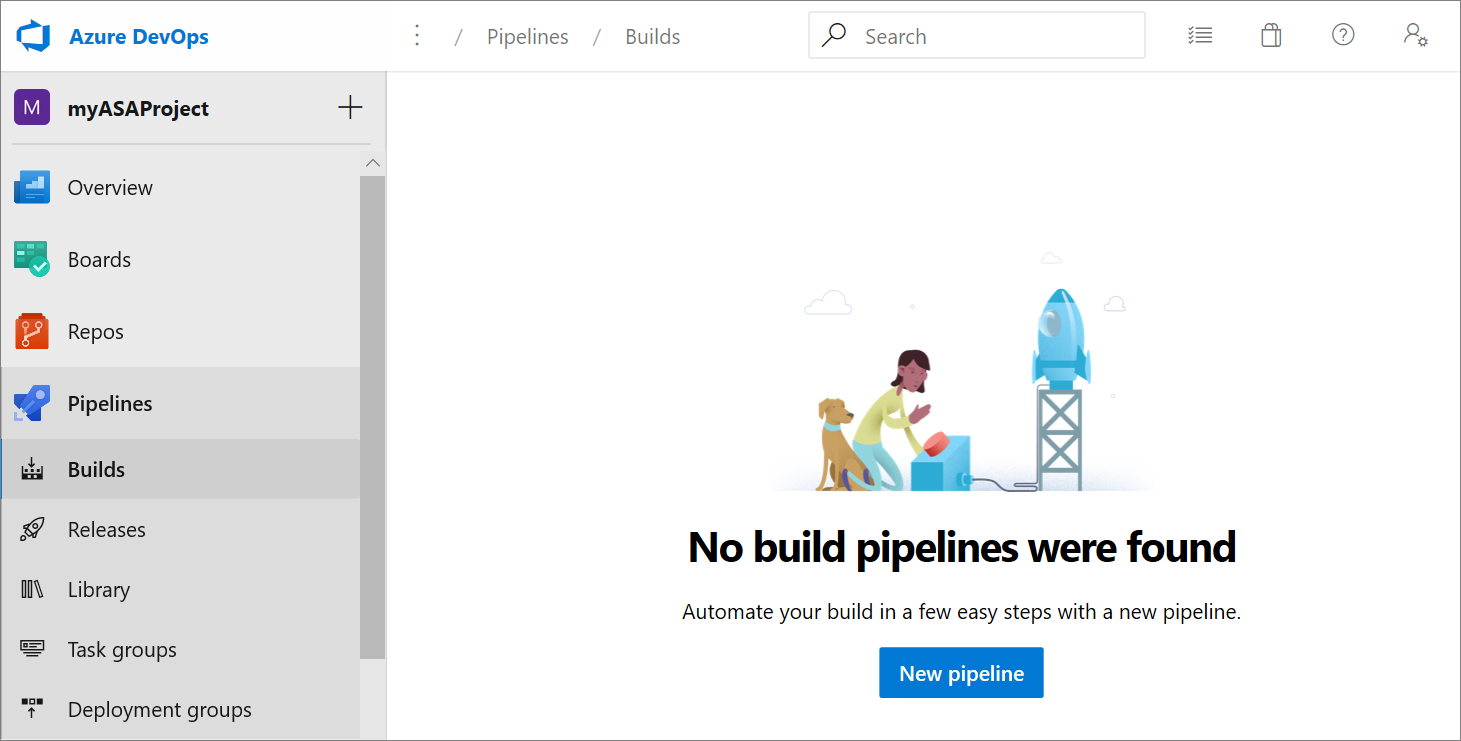 Azure DevOps
/ Pipelines / Builds
Search
M myASAProject
Overview
Boards
Repos
Pipelines
Builds
Releases
Library
Task groups
Deployment groups
No build pipelines were found
Automate your build in a few easy steps with a new pipeline.
New pipeline